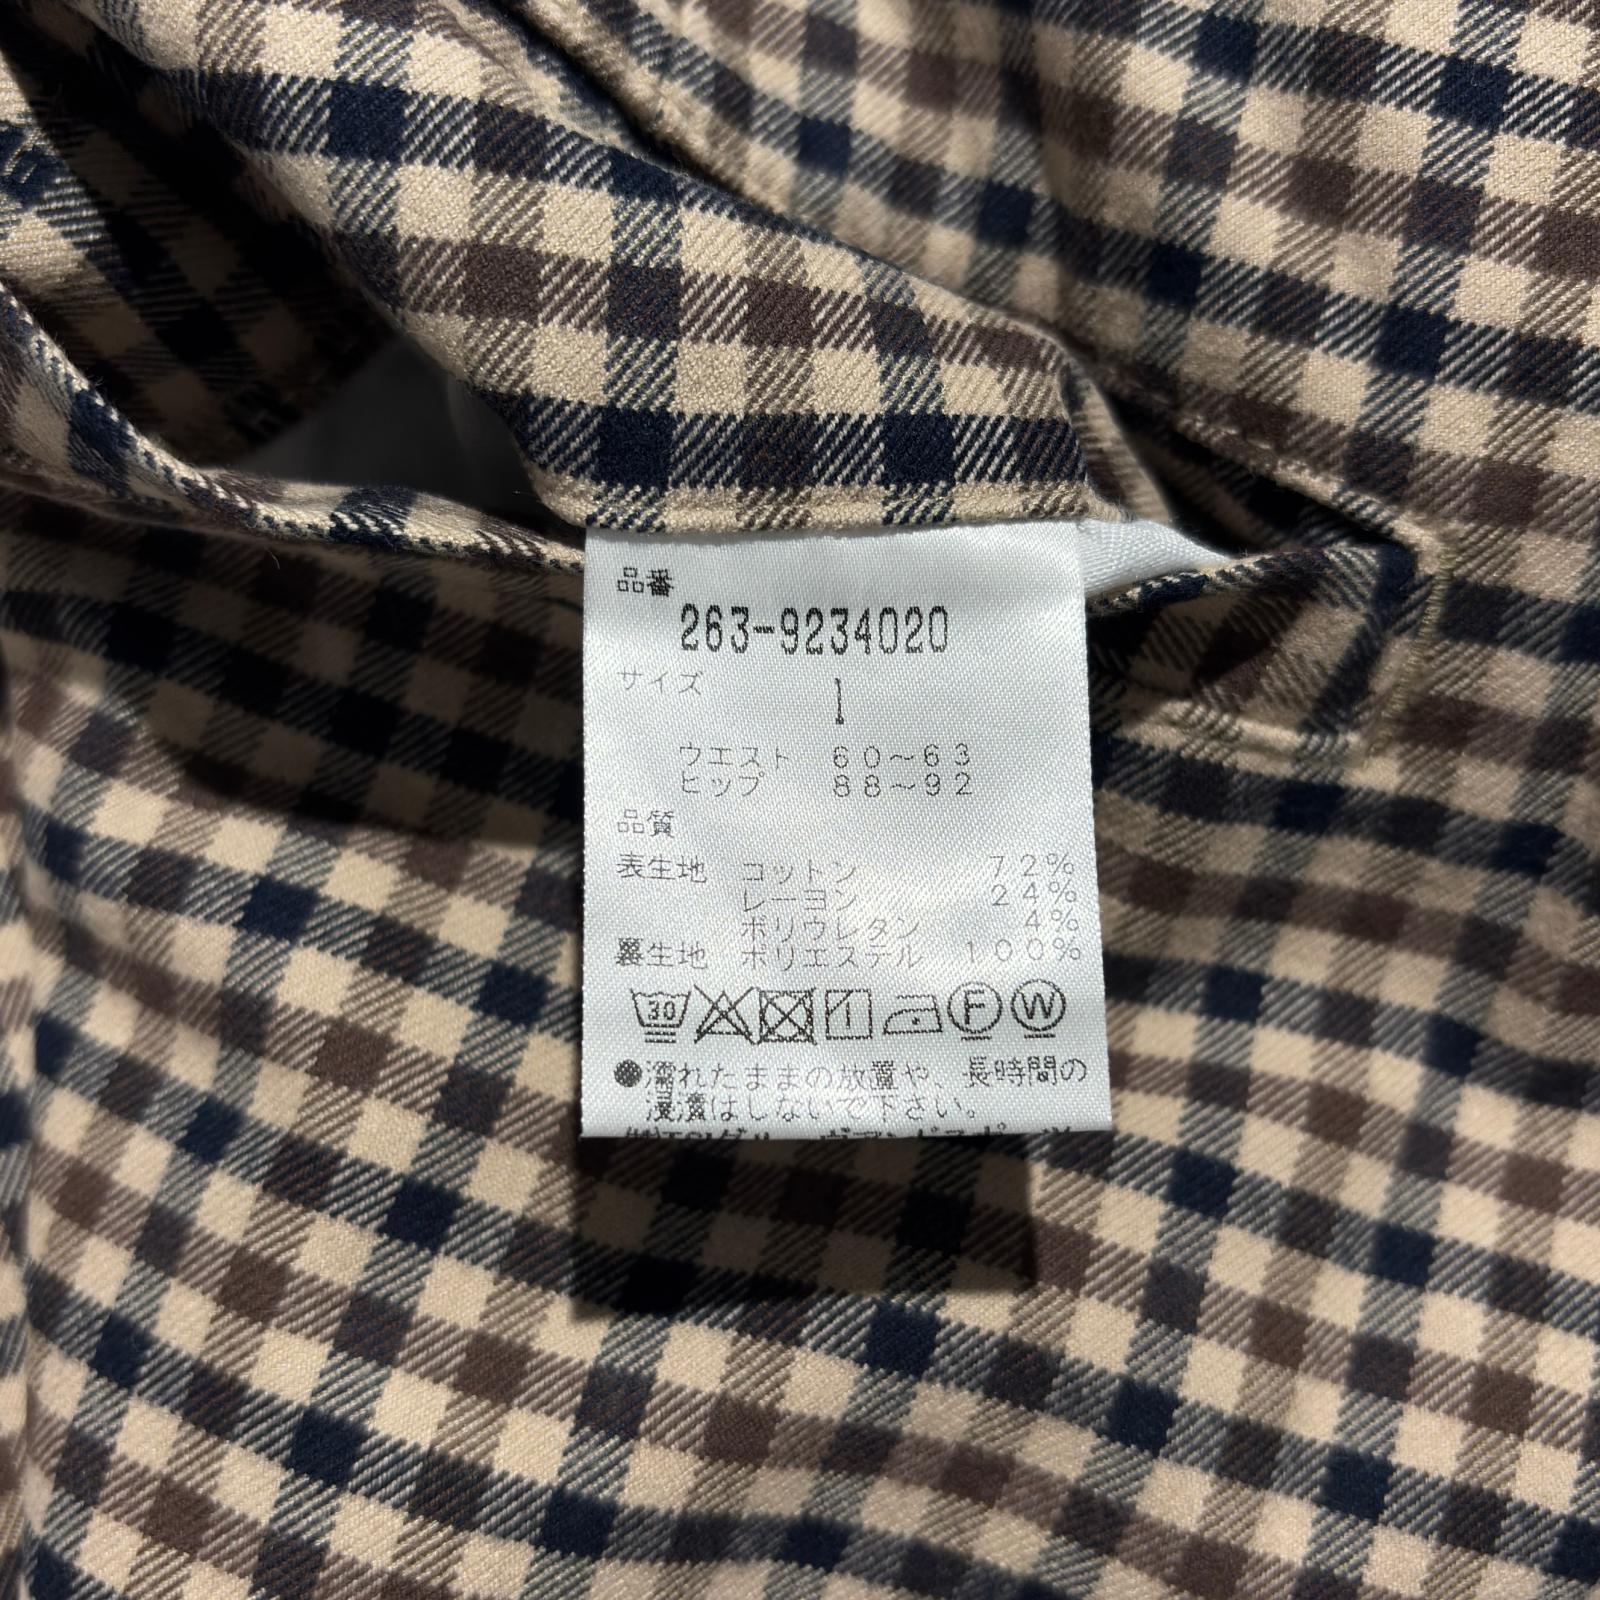 品番
263-9234020
サイズ 1
ウエスト 60～63
ヒップ 88～92
品質
表生地 コットン 72%
レーヨン 24%
ポリウレタン 4%
裏生地 ポリエステル 100%
30 1 F W
●濡れたままの放置や、長時間の
浸漬はしないで下さい。